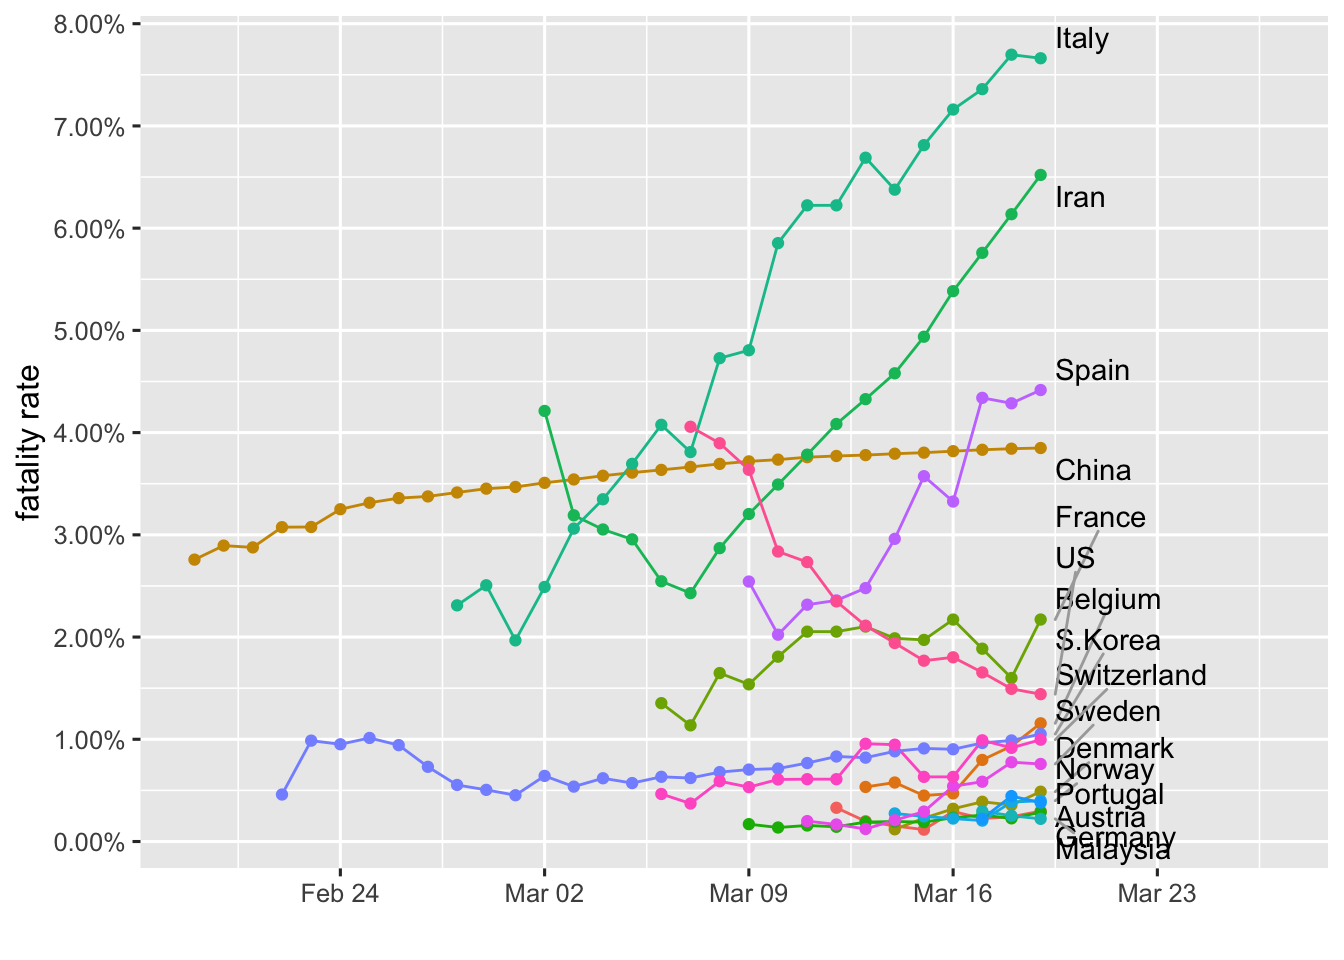 8.00%
7.00%
6.00%
5.00%
4.00%
3.00%
2.00%
1.00%
0.00%
fatality rate
Italy
Iran
Spain
China
France
US
Belgium
S.Korea
Switzerland
Sweden
Denmark
Norway
Portugal
Austria
Germany
Malaysia
Feb 24
Mar 02
Mar 09
Mar 16
Mar 23